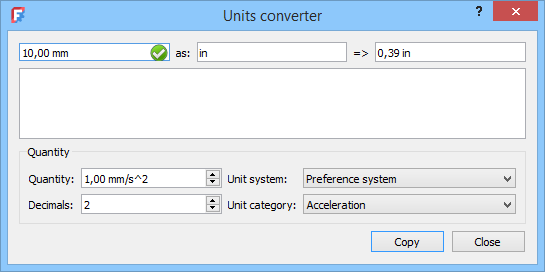 Units converter
? ×
10,00 mm as: in => 0,39 in
Quantity
Quantity: 1,00 mm/s^2 Unit system: Preference system
Decimals: 2 Unit category: Acceleration
Copy Close